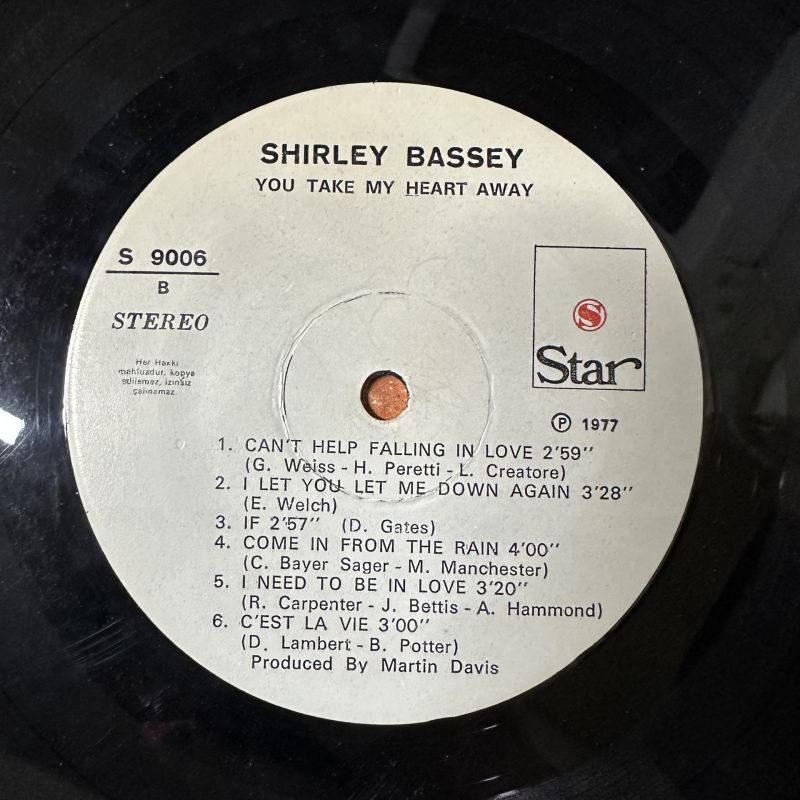 SHIRLEY BASSEY
YOU TAKE MY HEART AWAY
S 9006
B
STEREO
Her Hakkı
mahfuzdur, kopya
edilemez, izinsiz
çalınamaz.
S
Star
Ⓟ 1977
1. CAN'T HELP FALLING IN LOVE 2'59''
(G. Weiss - H. Peretti - L. Creatore)
2. I LET YOU LET ME DOWN AGAIN 3'28''
(E. Welch)
3. IF 2'57'' (D. Gates)
4. COME IN FROM THE RAIN 4'00''
(C. Bayer Sager - M. Manchester)
5. I NEED TO BE IN LOVE 3'20''
(R. Carpenter - J. Bettis - A. Hammond)
6. C'EST LA VIE 3'00''
(D. Lambert - B. Potter)
Produced By Martin Davis